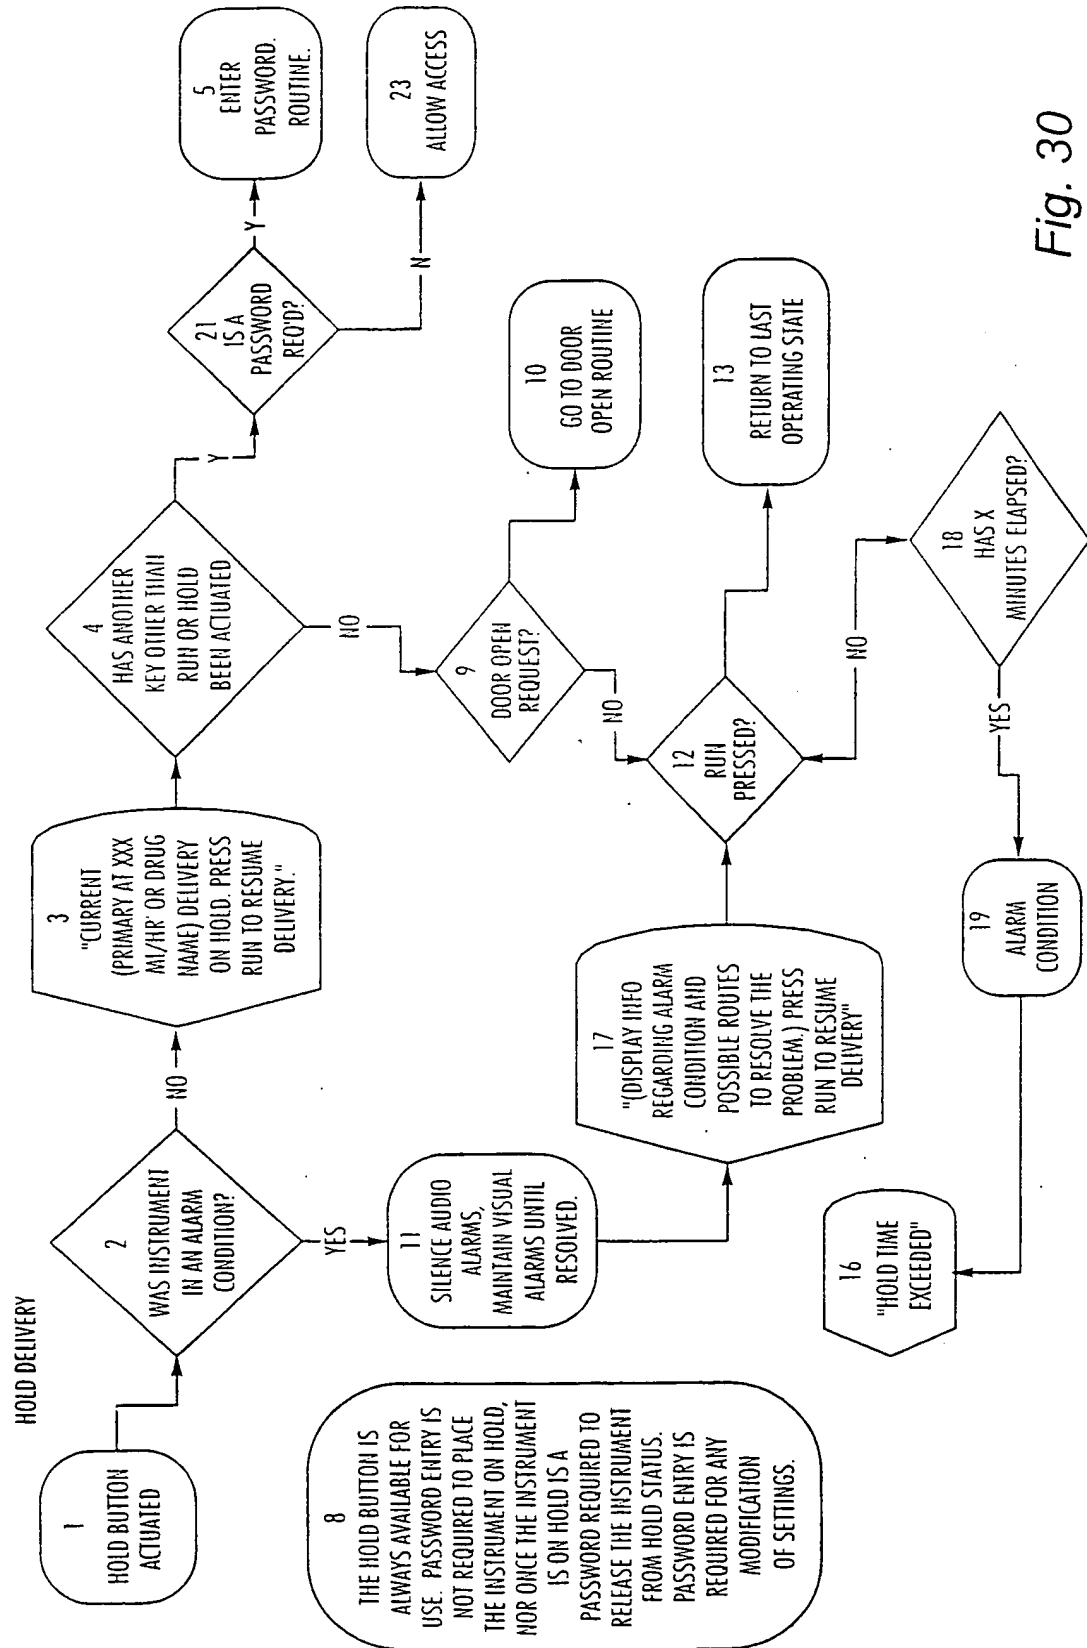 HOLD DELIVERY
1
HOLD BUTTON
ACTUATED
2
WAS INSTRUMENT
IN AN ALARM
CONDITION?
NO
YES
3
"CURRENT
(PRIMARY AT XXX
MI/HR' OR DRUG
NAME) DELIVERY
ON HOLD. PRESS
RUN TO RESUME
DELIVERY."
4
HAS ANOTHER
KEY OTHER THAN
RUN OR HOLD
BEEN ACTUATED
Y
NO
21
IS A
PASSWORD
REQ'D?
Y
N
5
ENTER
PASSWORD.
ROUTINE.
23
ALLOW ACCESS
9
DOOR OPEN
REQUEST?
NO
10
GO TO DOOR
OPEN ROUTINE
11
SILENCE AUDIO
ALARMS,
MAINTAIN VISUAL
ALARMS UNTIL
RESOLVED.
17
"(DISPLAY INFO
REGARDING ALARM
CONDITION AND
POSSIBLE ROUTES
TO RESOLVE THE
PROBLEM.) PRESS
RUN TO RESUME
DELIVERY"
12
RUN
PRESSED?
NO
13
RETURN TO LAST
OPERATING STATE
18
HAS X
MINUTES ELAPSED?
YES
19
ALARM
CONDITION
16
"HOLD TIME
EXCEEDED"
8
THE HOLD BUTTON IS
ALWAYS AVAILABLE FOR
USE. PASSWORD ENTRY IS
NOT REQUIRED TO PLACE
THE INSTRUMENT ON HOLD,
NOR ONCE THE INSTRUMENT
IS ON HOLD IS A
PASSWORD REQUIRED TO
RELEASE THE INSTRUMENT
FROM HOLD STATUS.
PASSWORD ENTRY IS
REQUIRED FOR ANY
MODIFICATION
OF SETTINGS.
Fig. 30